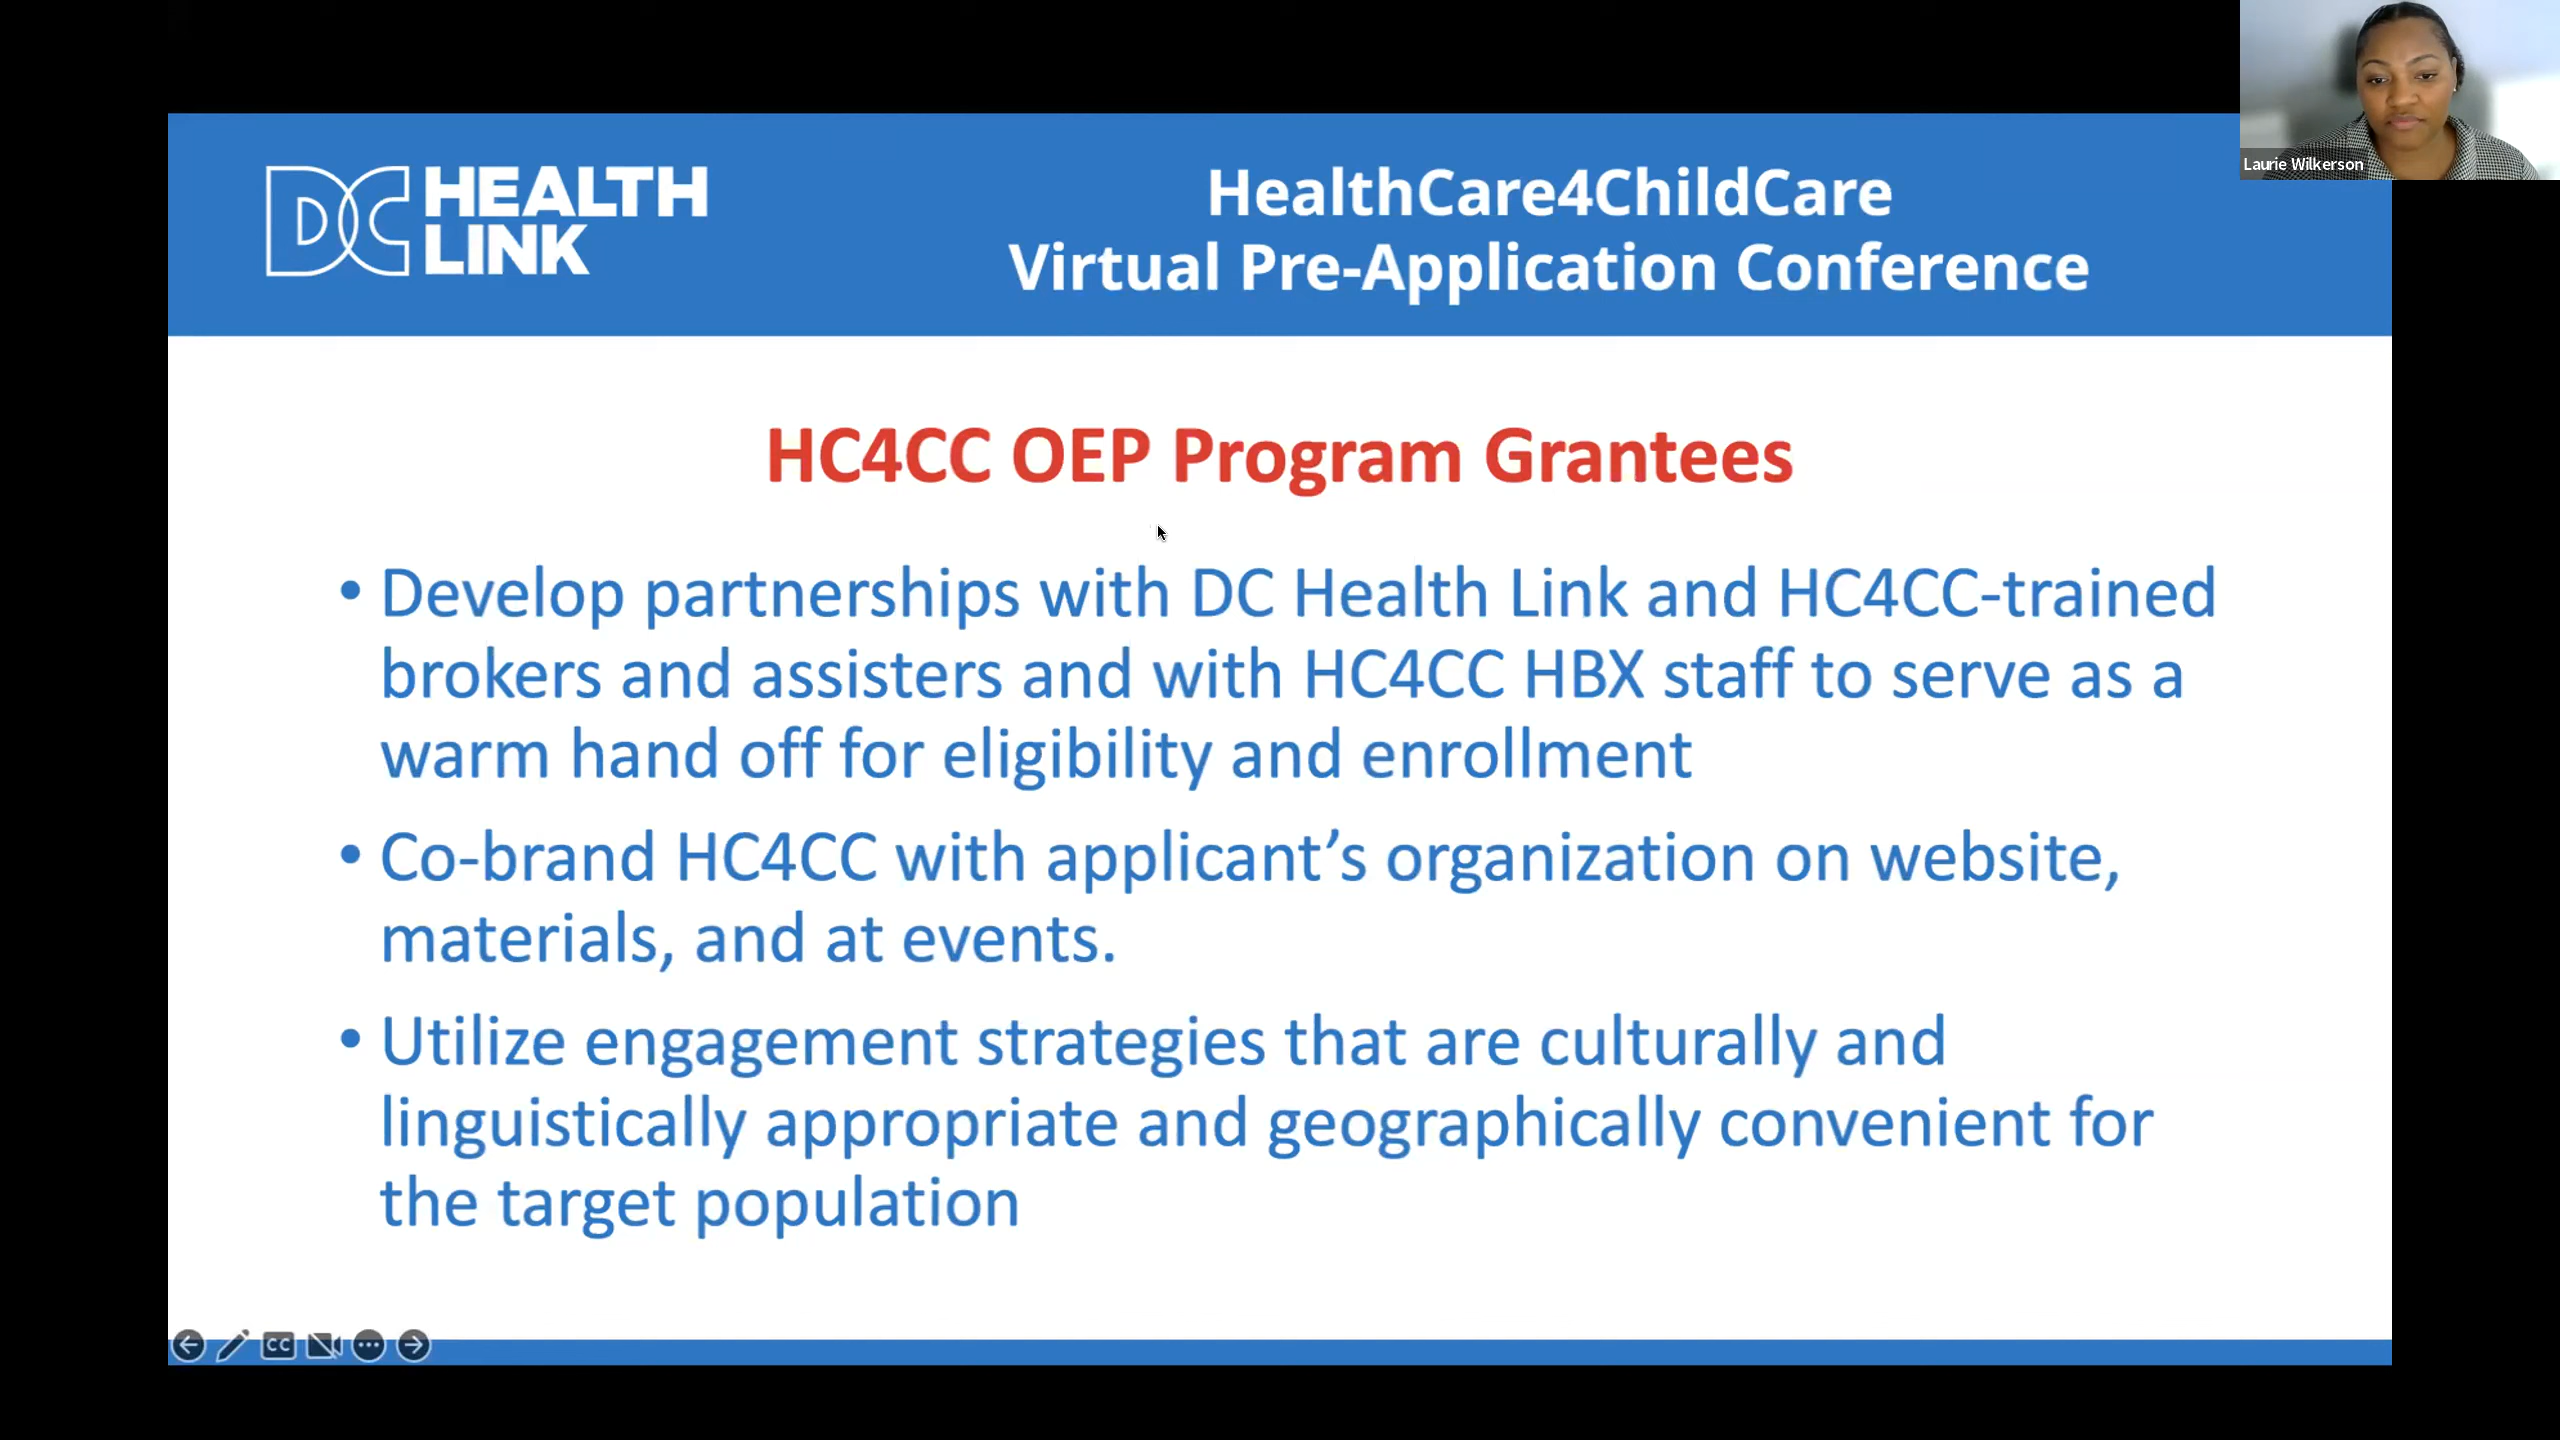 DC HEALTH LINK
HealthCare4ChildCare
Virtual Pre-Application Conference
Laurie Wilkerson
HC4CC OEP Program Grantees
• Develop partnerships with DC Health Link and HC4CC-trained
brokers and assisters and with HC4CC HBX staff to serve as a
warm hand off for eligibility and enrollment
• Co-brand HC4CC with applicant’s organization on website,
materials, and at events.
• Utilize engagement strategies that are culturally and
linguistically appropriate and geographically convenient for
the target population
CC